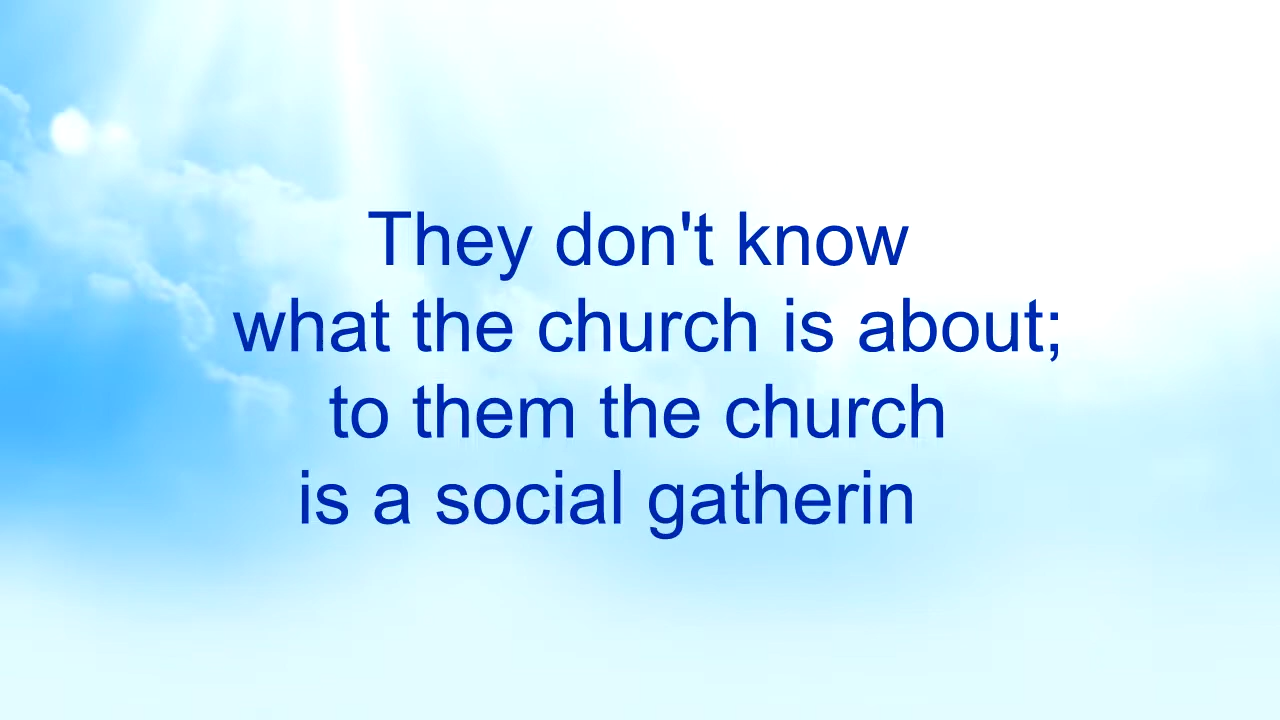 They don't know
what the church is about;
to them the church
is a social gatherin